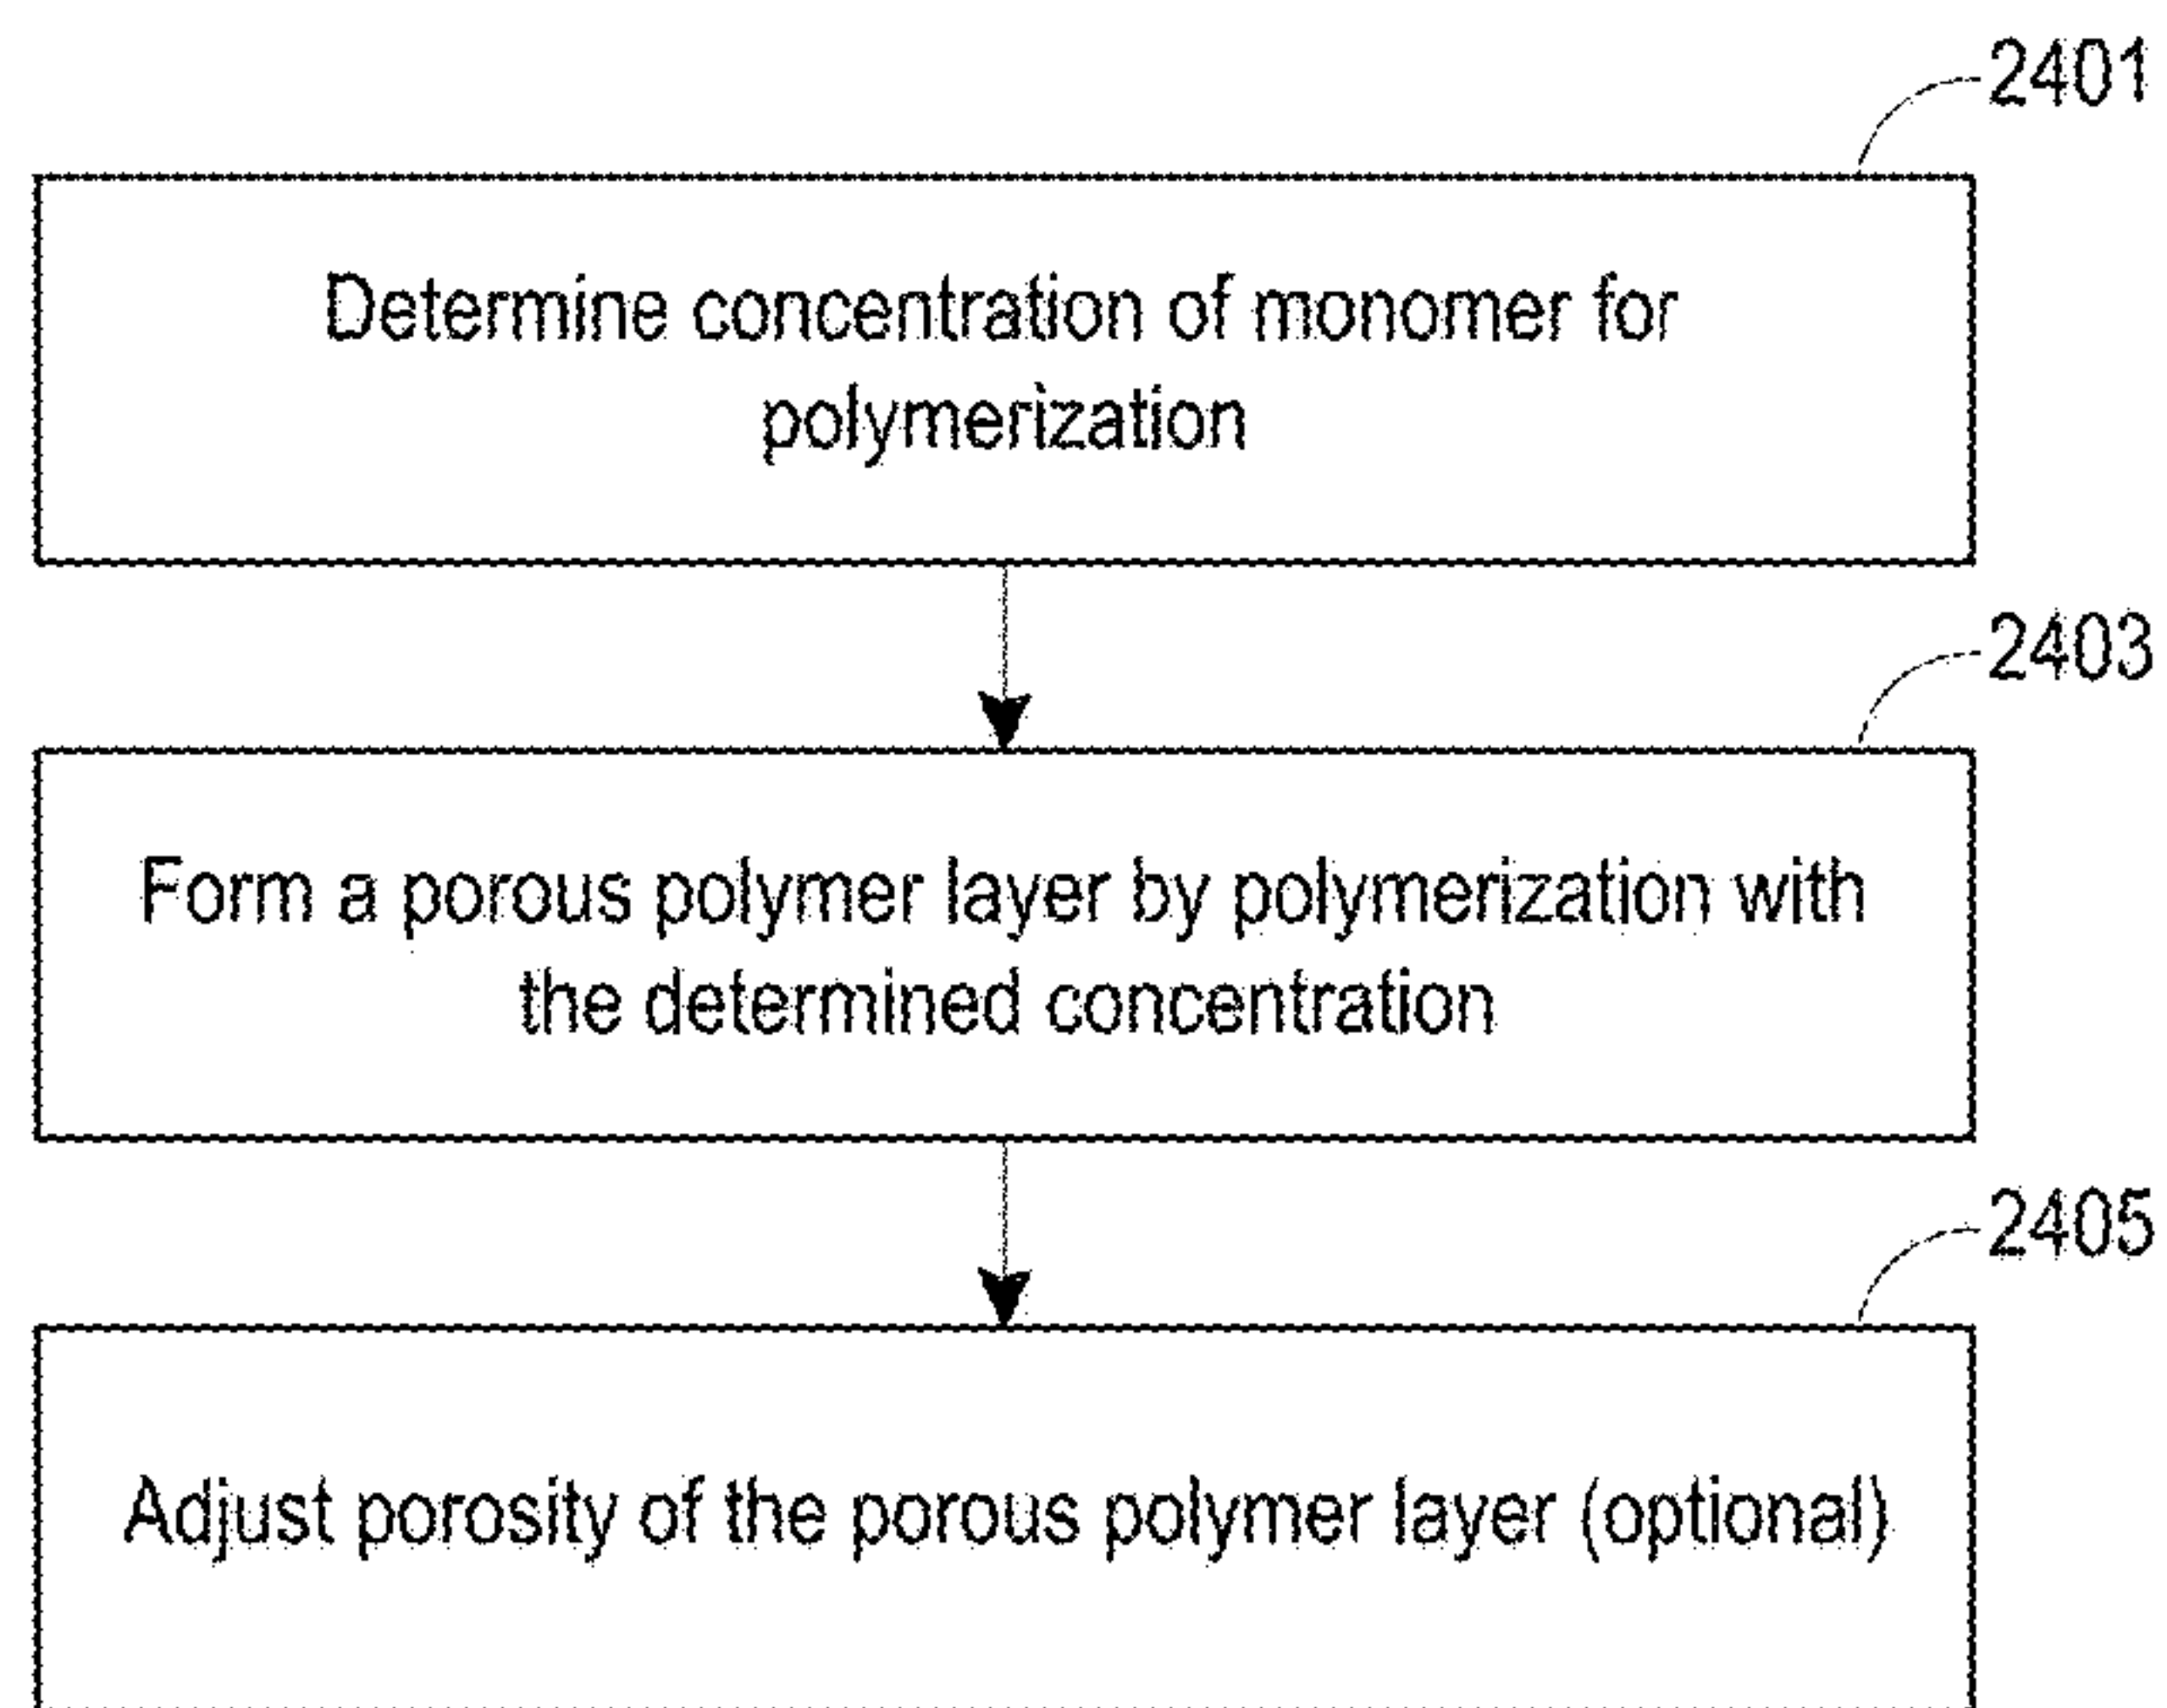 2401
Determine concentration of monomer for
polymerization
2403
Form a porous polymer layer by polymerization with
the determined concentration
2405
Adjust porosity of the porous polymer layer (optional)